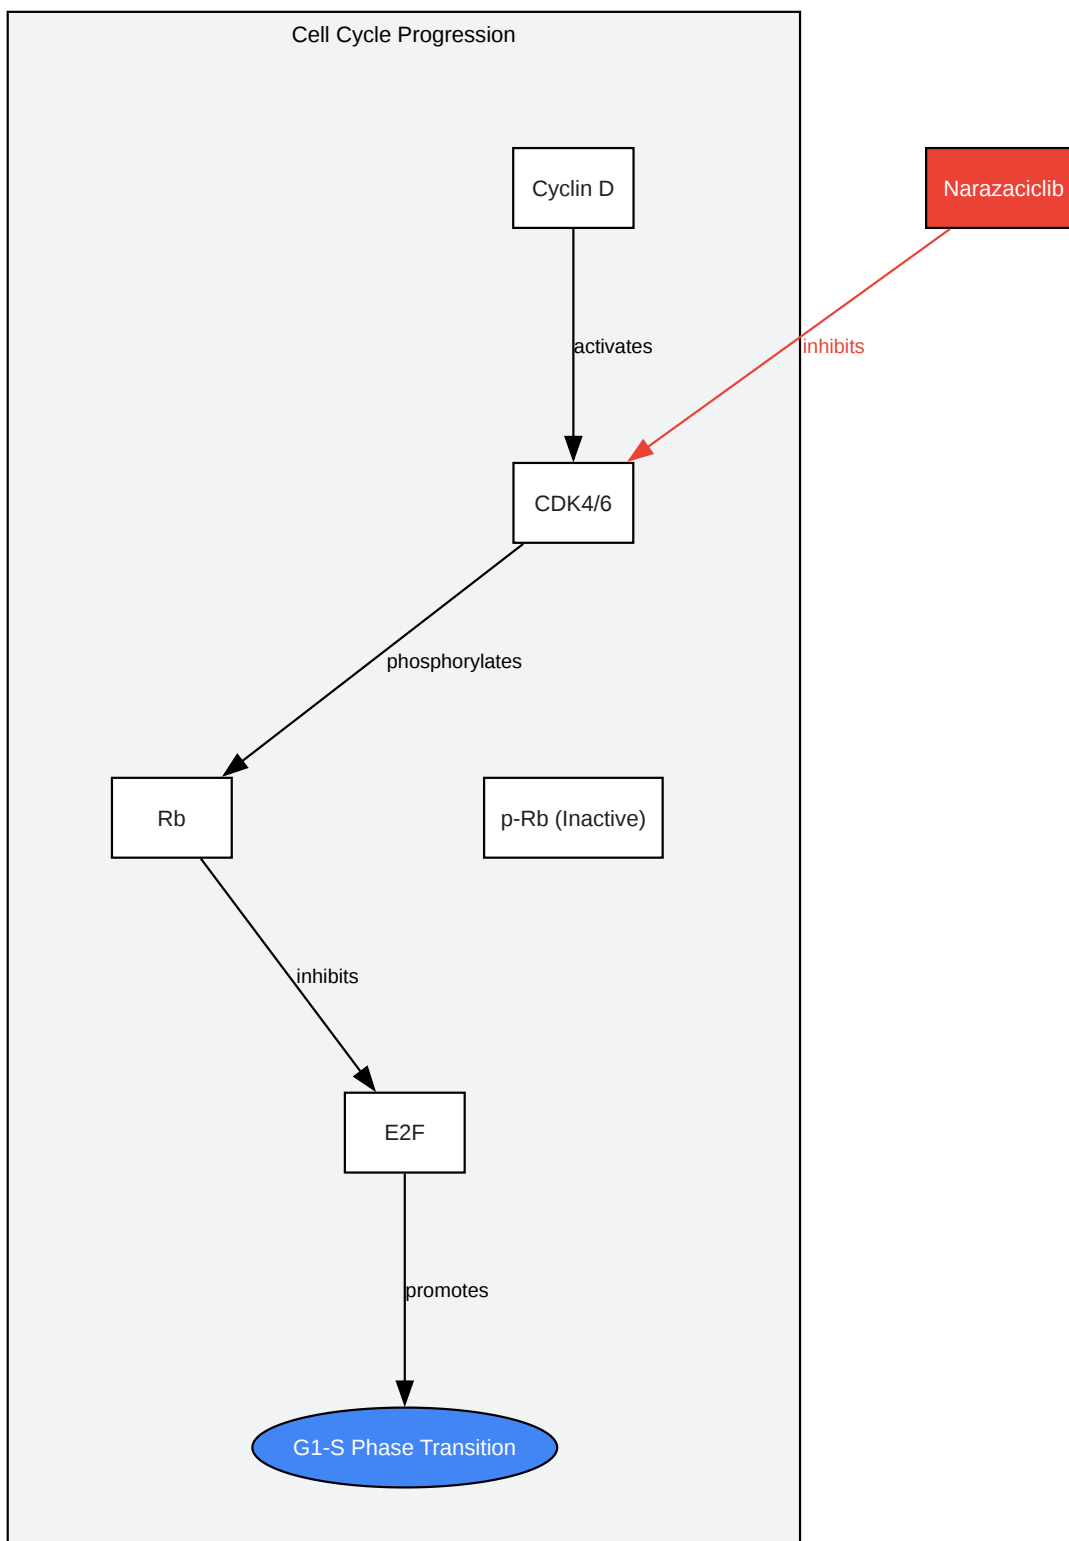 Cell Cycle Progression
Cyclin D
Narazaciclib
activates
inhibits
CDK4/6
phosphorylates
Rb
p-Rb (Inactive)
inhibits
E2F
promotes
G1-S Phase Transition